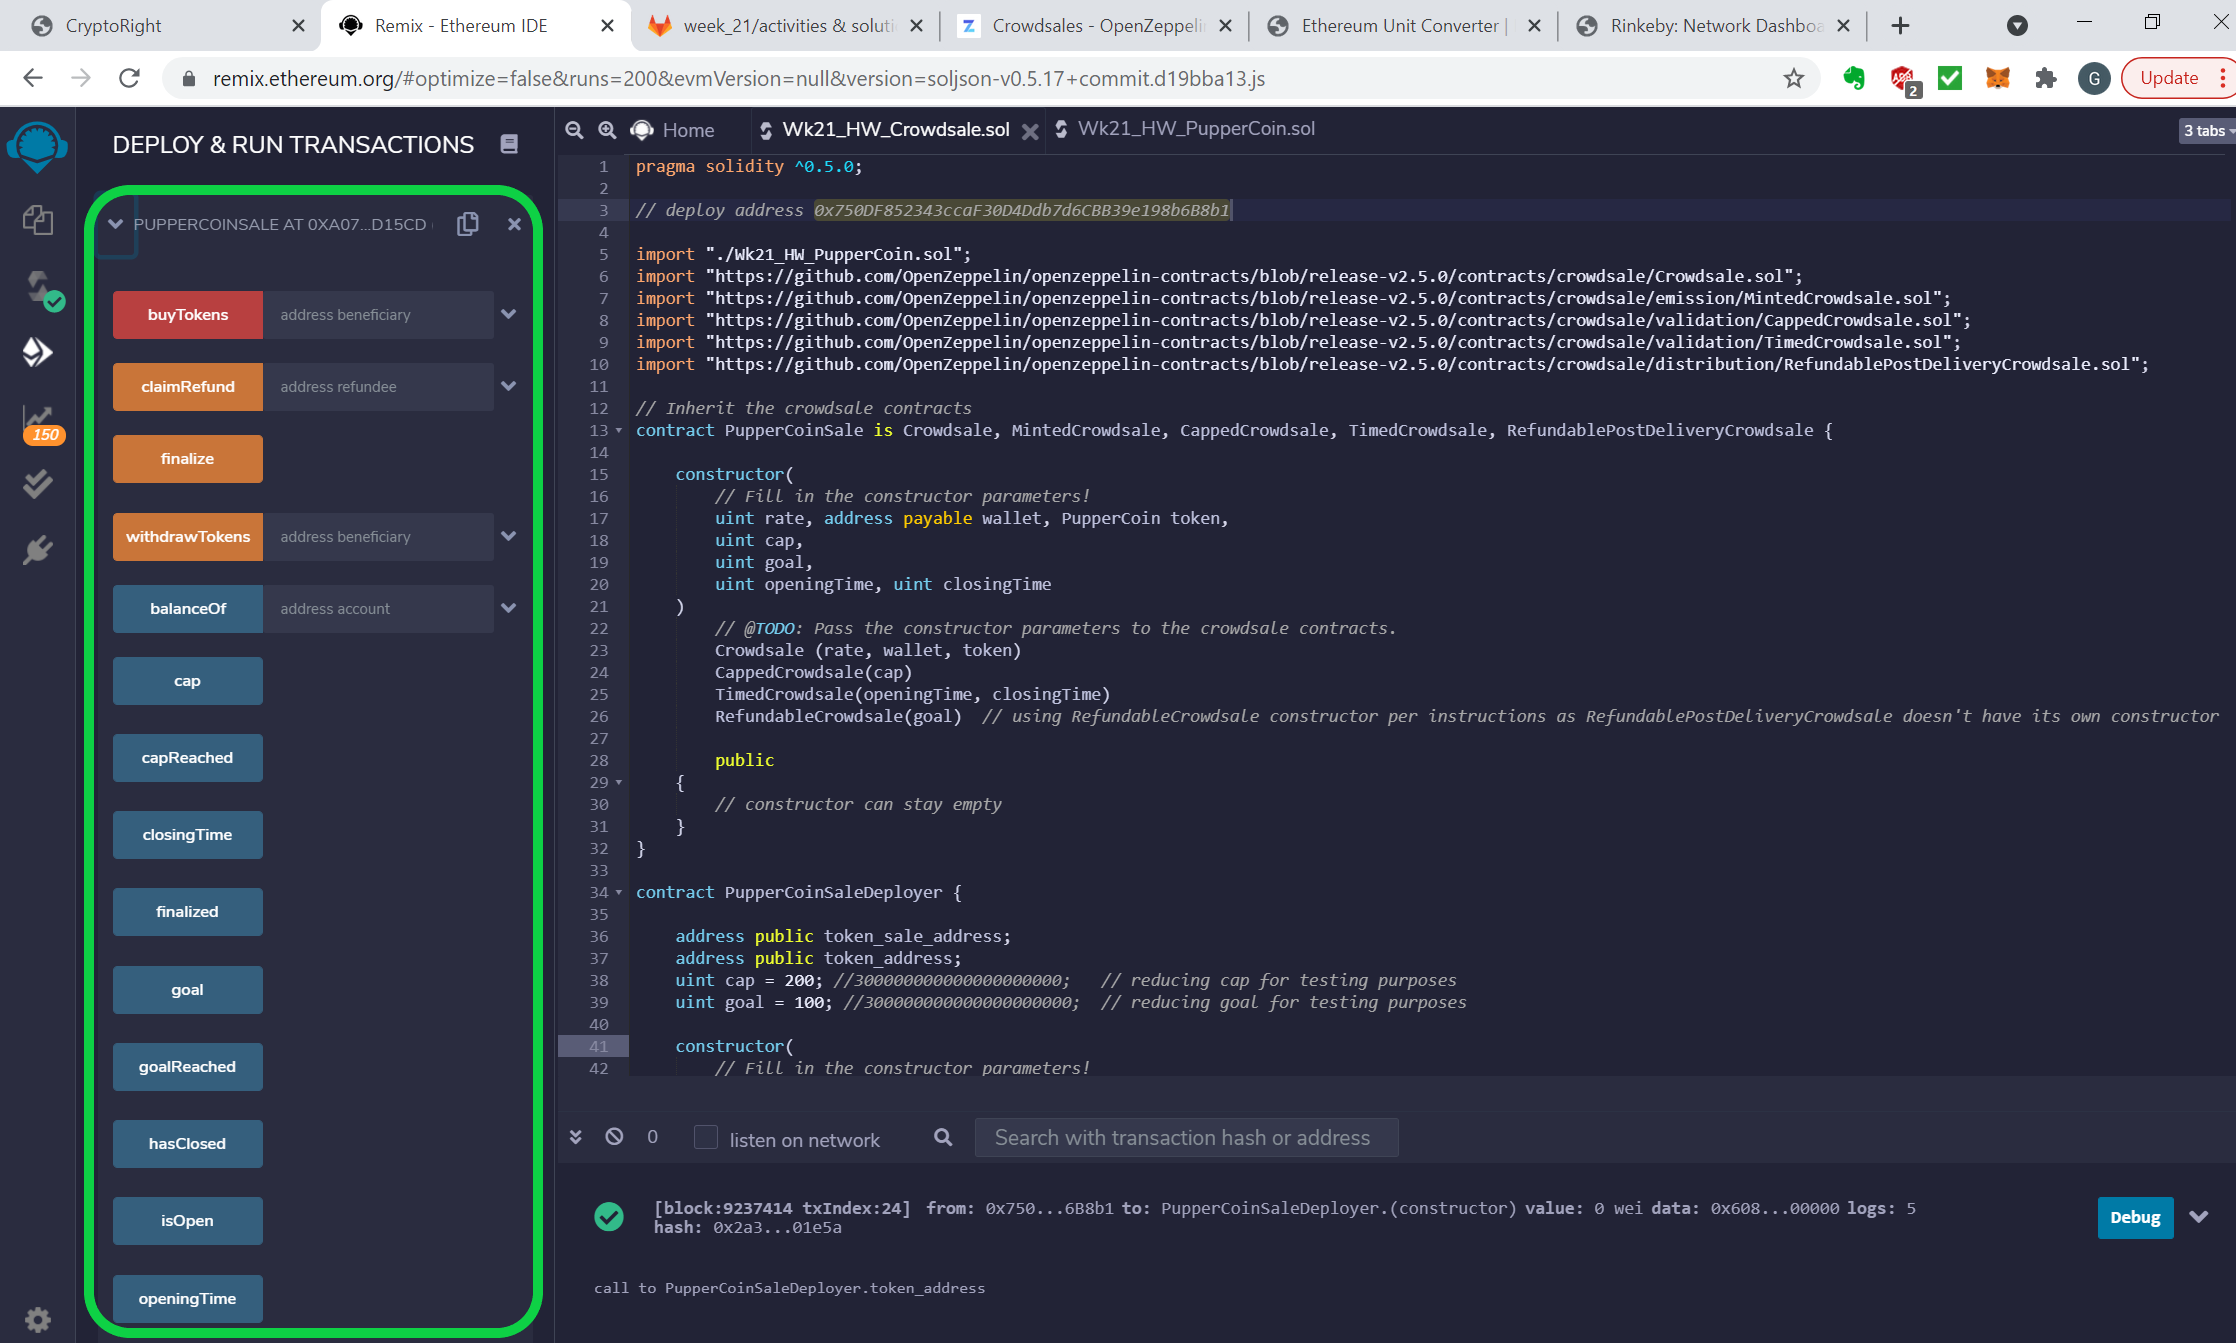 CryptoRight
Remix - Ethereum IDE
week_21/activities & soluti
Crowdsales - OpenZeppeli
Ethereum Unit Converter |
Rinkeby: Network Dashboa
remix.ethereum.org/#optimize=false&runs=200&evmVersion=null&version=soljson-v0.5.17+commit.d19bba13.js
2
G
Update
DEPLOY & RUN TRANSACTIONS
PUPPERCOINSALE AT 0XA07...D15CD
buyTokens address beneficiary
claimRefund address refundee
finalize
withdrawTokens address beneficiary
balanceOf address account
cap
capReached
closingTime
finalized
goal
goalReached
hasClosed
isOpen
openingTime
150
Home
Wk21_HW_Crowdsale.sol
Wk21_HW_PupperCoin.sol
3 tabs
1 pragma solidity ^0.5.0;
2
3 // deploy address 0x750DF852343ccaF30D4Ddb7d6CBB39e198b6B8b1
4
5 import "./Wk21_HW_PupperCoin.sol";
6 import "https://github.com/OpenZeppelin/openzeppelin-contracts/blob/release-v2.5.0/contracts/crowdsale/Crowdsale.sol";
7 import "https://github.com/OpenZeppelin/openzeppelin-contracts/blob/release-v2.5.0/contracts/crowdsale/emission/MintedCrowdsale.sol";
8 import "https://github.com/OpenZeppelin/openzeppelin-contracts/blob/release-v2.5.0/contracts/crowdsale/validation/CappedCrowdsale.sol";
9 import "https://github.com/OpenZeppelin/openzeppelin-contracts/blob/release-v2.5.0/contracts/crowdsale/validation/TimedCrowdsale.sol";
10 import "https://github.com/OpenZeppelin/openzeppelin-contracts/blob/release-v2.5.0/contracts/crowdsale/distribution/RefundablePostDeliveryCrowdsale.sol";
11
12 // Inherit the crowdsale contracts
13 contract PupperCoinSale is Crowdsale, MintedCrowdsale, CappedCrowdsale, TimedCrowdsale, RefundablePostDeliveryCrowdsale {
14
15 constructor(
16 // Fill in the constructor parameters!
17 uint rate, address payable wallet, PupperCoin token,
18 uint cap,
19 uint goal,
20 uint openingTime, uint closingTime
21 )
22 // @TODO: Pass the constructor parameters to the crowdsale contracts.
23 Crowdsale (rate, wallet, token)
24 CappedCrowdsale(cap)
25 TimedCrowdsale(openingTime, closingTime)
26 RefundableCrowdsale(goal) // using RefundableCrowdsale constructor per instructions as RefundablePostDeliveryCrowdsale doesn't have its own constructor
27
28 public
29 {
30 // constructor can stay empty
31 }
32 }
33
34 contract PupperCoinSaleDeployer {
35
36 address public token_sale_address;
37 address public token_address;
38 uint cap = 200; //300000000000000000000; // reducing cap for testing purposes
39 uint goal = 100; //300000000000000000000; // reducing goal for testing purposes
40
41 constructor(
42 // Fill in the constructor parameters!
0
listen on network
Search with transaction hash or address
[block:9237414 txIndex:24] from: 0x750...6B8b1 to: PupperCoinSaleDeployer.(constructor) value: 0 wei data: 0x608...00000 logs: 5
hash: 0x2a3...01e5a
Debug
call to PupperCoinSaleDeployer.token_address